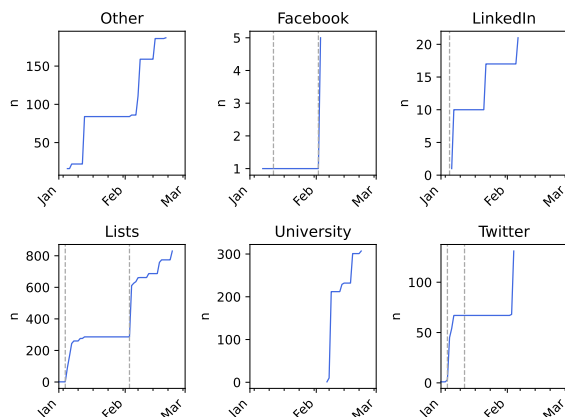 Other
Facebook
LinkedIn
n
150
100
50
Jan
Feb
Mar
n
5
4
3
2
1
Jan
Feb
Mar
n
20
15
10
5
0
Jan
Feb
Mar
Lists
University
Twitter
n
800
600
400
200
0
Jan
Feb
Mar
n
300
200
100
0
Jan
Feb
Mar
n
100
50
0
Jan
Feb
Mar